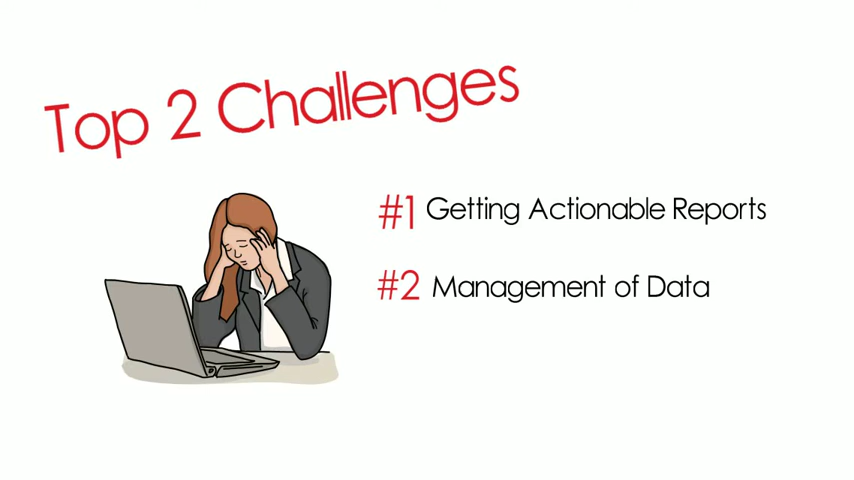 Top 2 Challenges
#1 Getting Actionable Reports
#2 Management of Data